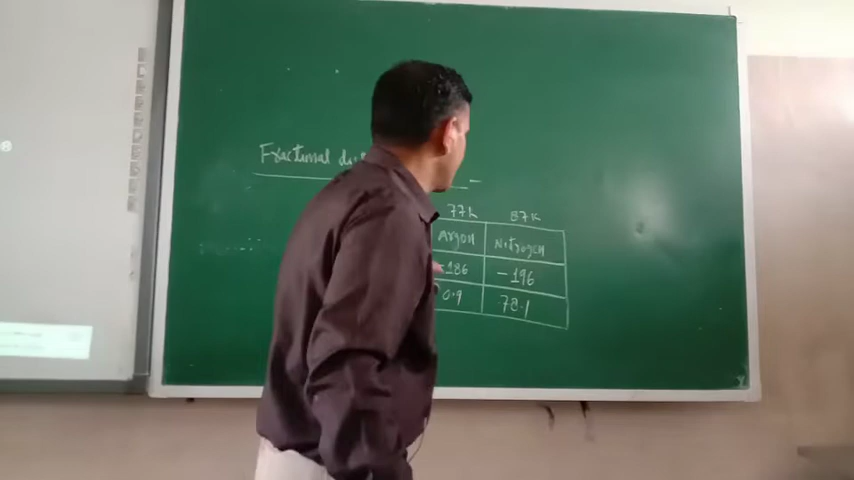 Fractional
77k 87K
Argon Nitrogen
-186 -196
0.9 78.1